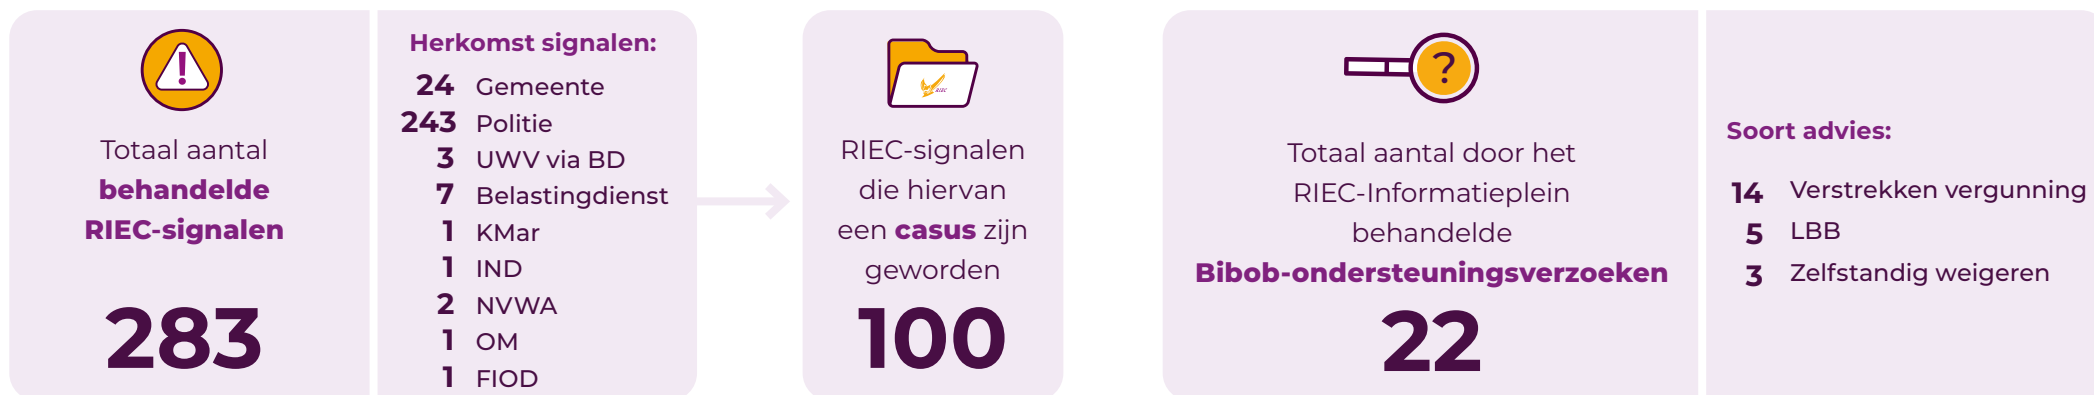 Totaal aantal
behandelde
RIEC-signalen
283
Herkomst signalen:
24 Gemeente
243 Politie
3 UWV via BD
7 Belastingdienst
1 KMar
1 IND
2 NVWA
1 OM
1 FIOD
RIEC
RIEC-signalen
die hiervan
een casus zijn
geworden
100
?
Totaal aantal door het
RIEC-Informatieplein
behandelde
Bibob-ondersteuningsverzoeken
22
Soort advies:
14 Verstrekken vergunning
5 LBB
3 Zelfstandig weigeren